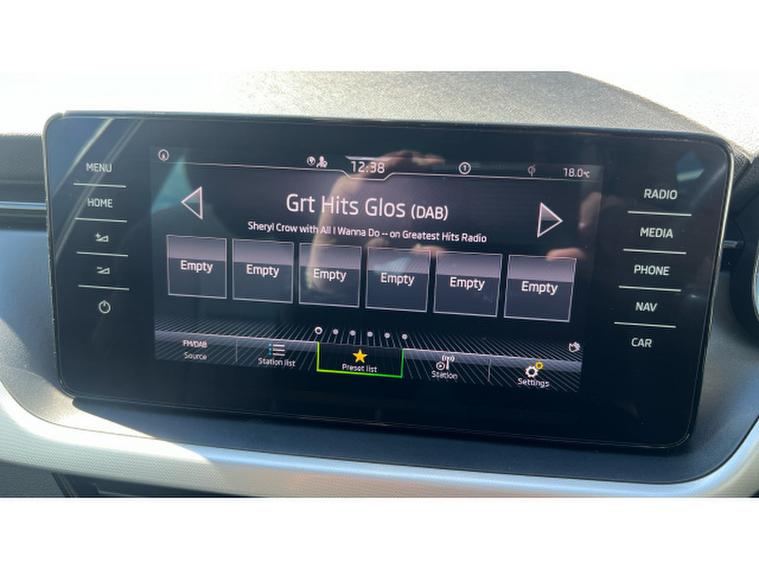 MENU
HOME
12:38
18.0°C
Grt Hits Glos (DAB)
Sheryl Crow with All I Wanna Do -- on Greatest Hits Radio
Empty Empty Empty Empty Empty Empty
FM/DAB
Source
Station list
Preset list
Station
Settings
RADIO
MEDIA
PHONE
NAV
CAR